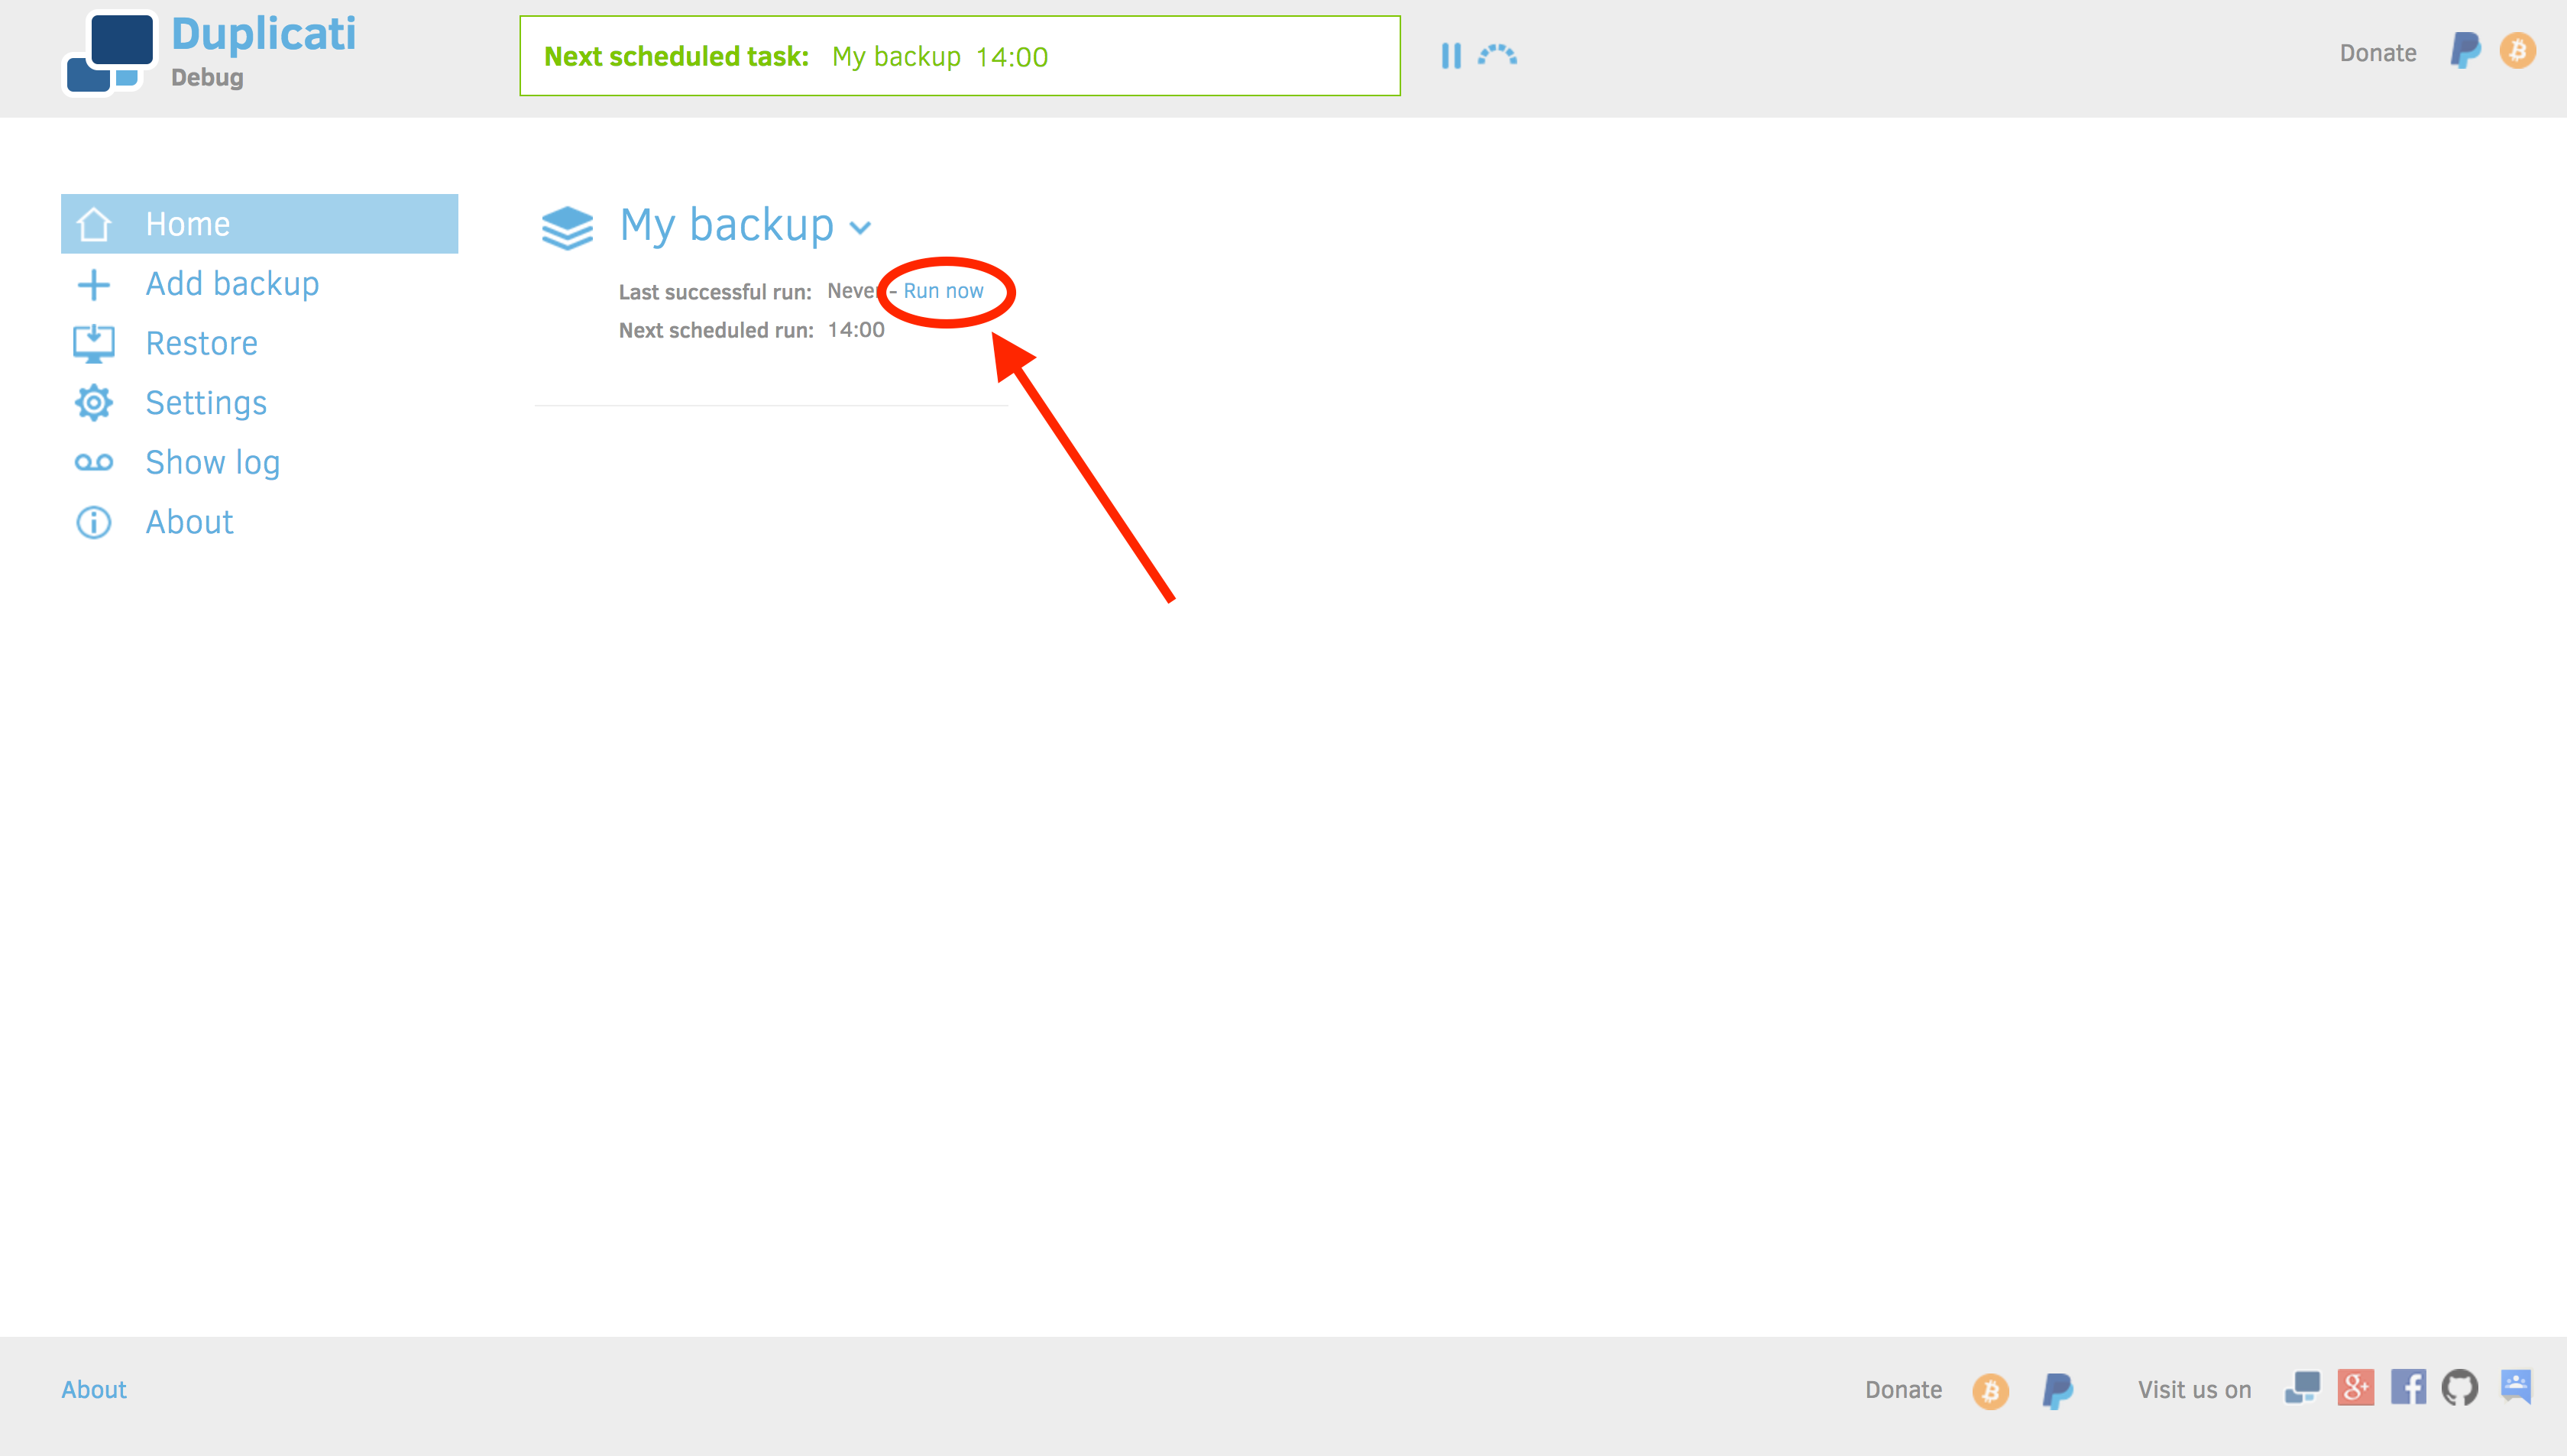 Duplicati
Debug
Next scheduled task: My backup 14:00
Donate
Home
Add backup
Restore
Settings
Show log
About
My backup
Last successful run: Never - Run now
Next scheduled run: 14:00
About
Donate
Visit us on
g+
f